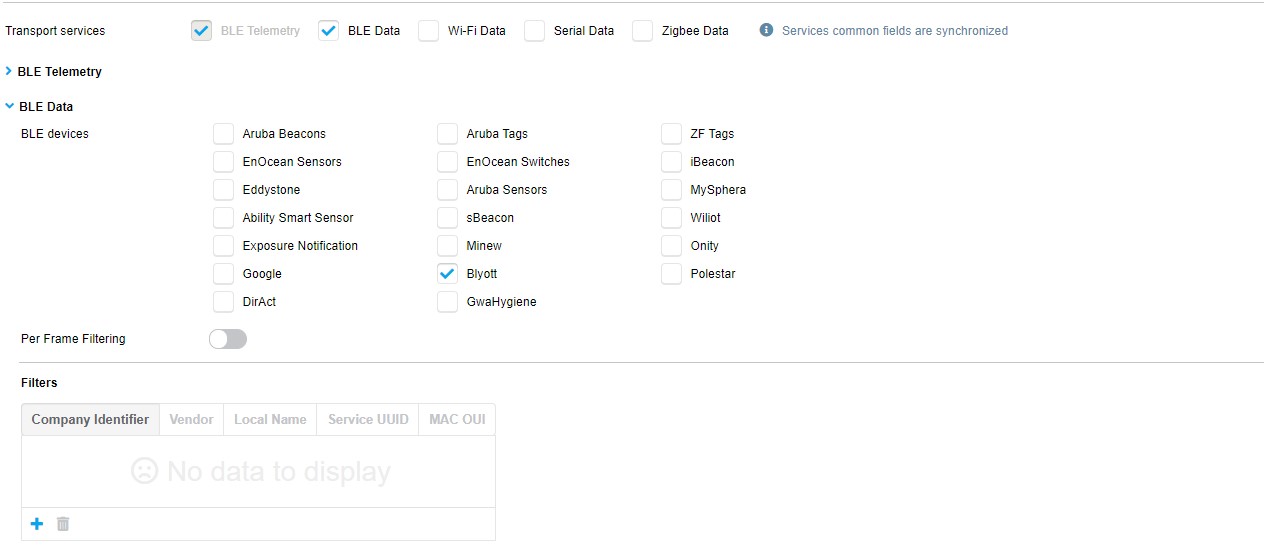 Transport services BLE Telemetry BLE Data Wi-Fi Data Serial Data Zigbee Data Services common fields are synchronized
BLE Telemetry
BLE Data
BLE devices Aruba Beacons Aruba Tags ZF Tags
EnOcean Sensors EnOcean Switches iBeacon
Eddystone Aruba Sensors MySphera
Ability Smart Sensor sBeacon Wiliot
Exposure Notification Minew Onity
Google Blyott Polestar
DirAct GwaHygiene
Per Frame Filtering
Filters
Company Identifier Vendor Local Name Service UUID MAC OUI
No data to display